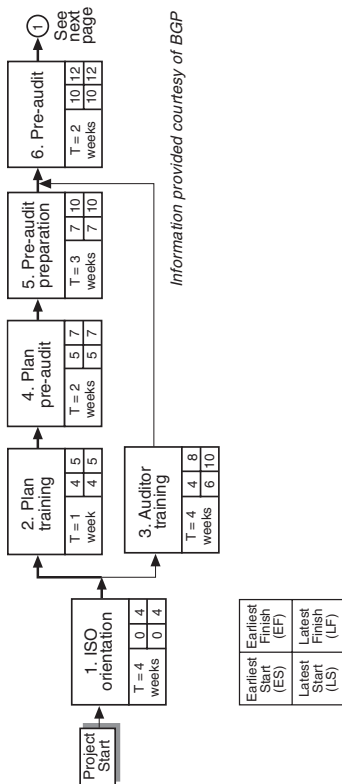 Project
Start
1. ISO
orientation
T = 4
weeks
0 4
0 4
2. Plan
training
T = 1
week
4 5
4 5
3. Auditor
training
T = 4
weeks
4 8
6 10
4. Plan
pre-audit
T = 2
weeks
5 7
5 7
5. Pre-audit
preparation
T = 3
weeks
7 10
7 10
6. Pre-audit
T = 2
weeks
10 12
10 12
1
See
next
page
Information provided courtesy of BGP
Earliest
Start
(ES)
Earliest
Finish
(EF)
Latest
Start
(LS)
Latest
Finish
(LF)